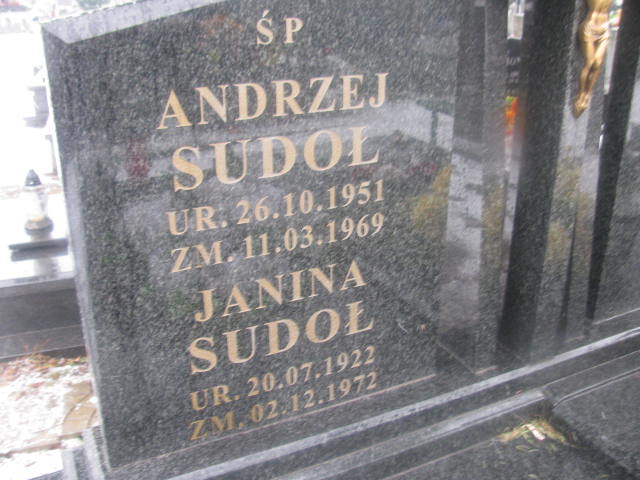 ŚP
ANDRZEJ
SUDOŁ
UR. 26.10.1951
ZM. 11.03.1969
JANINA
SUDOŁ
UR. 20.07.1922
ZM. 02.12.1972